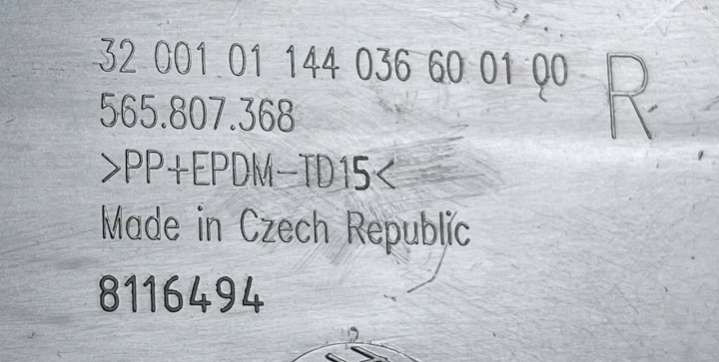 32 001 01 144 036 60 01 00 R
565.807.368
>PP+EPDM-TD15<
Made in Czech Republic
8116494